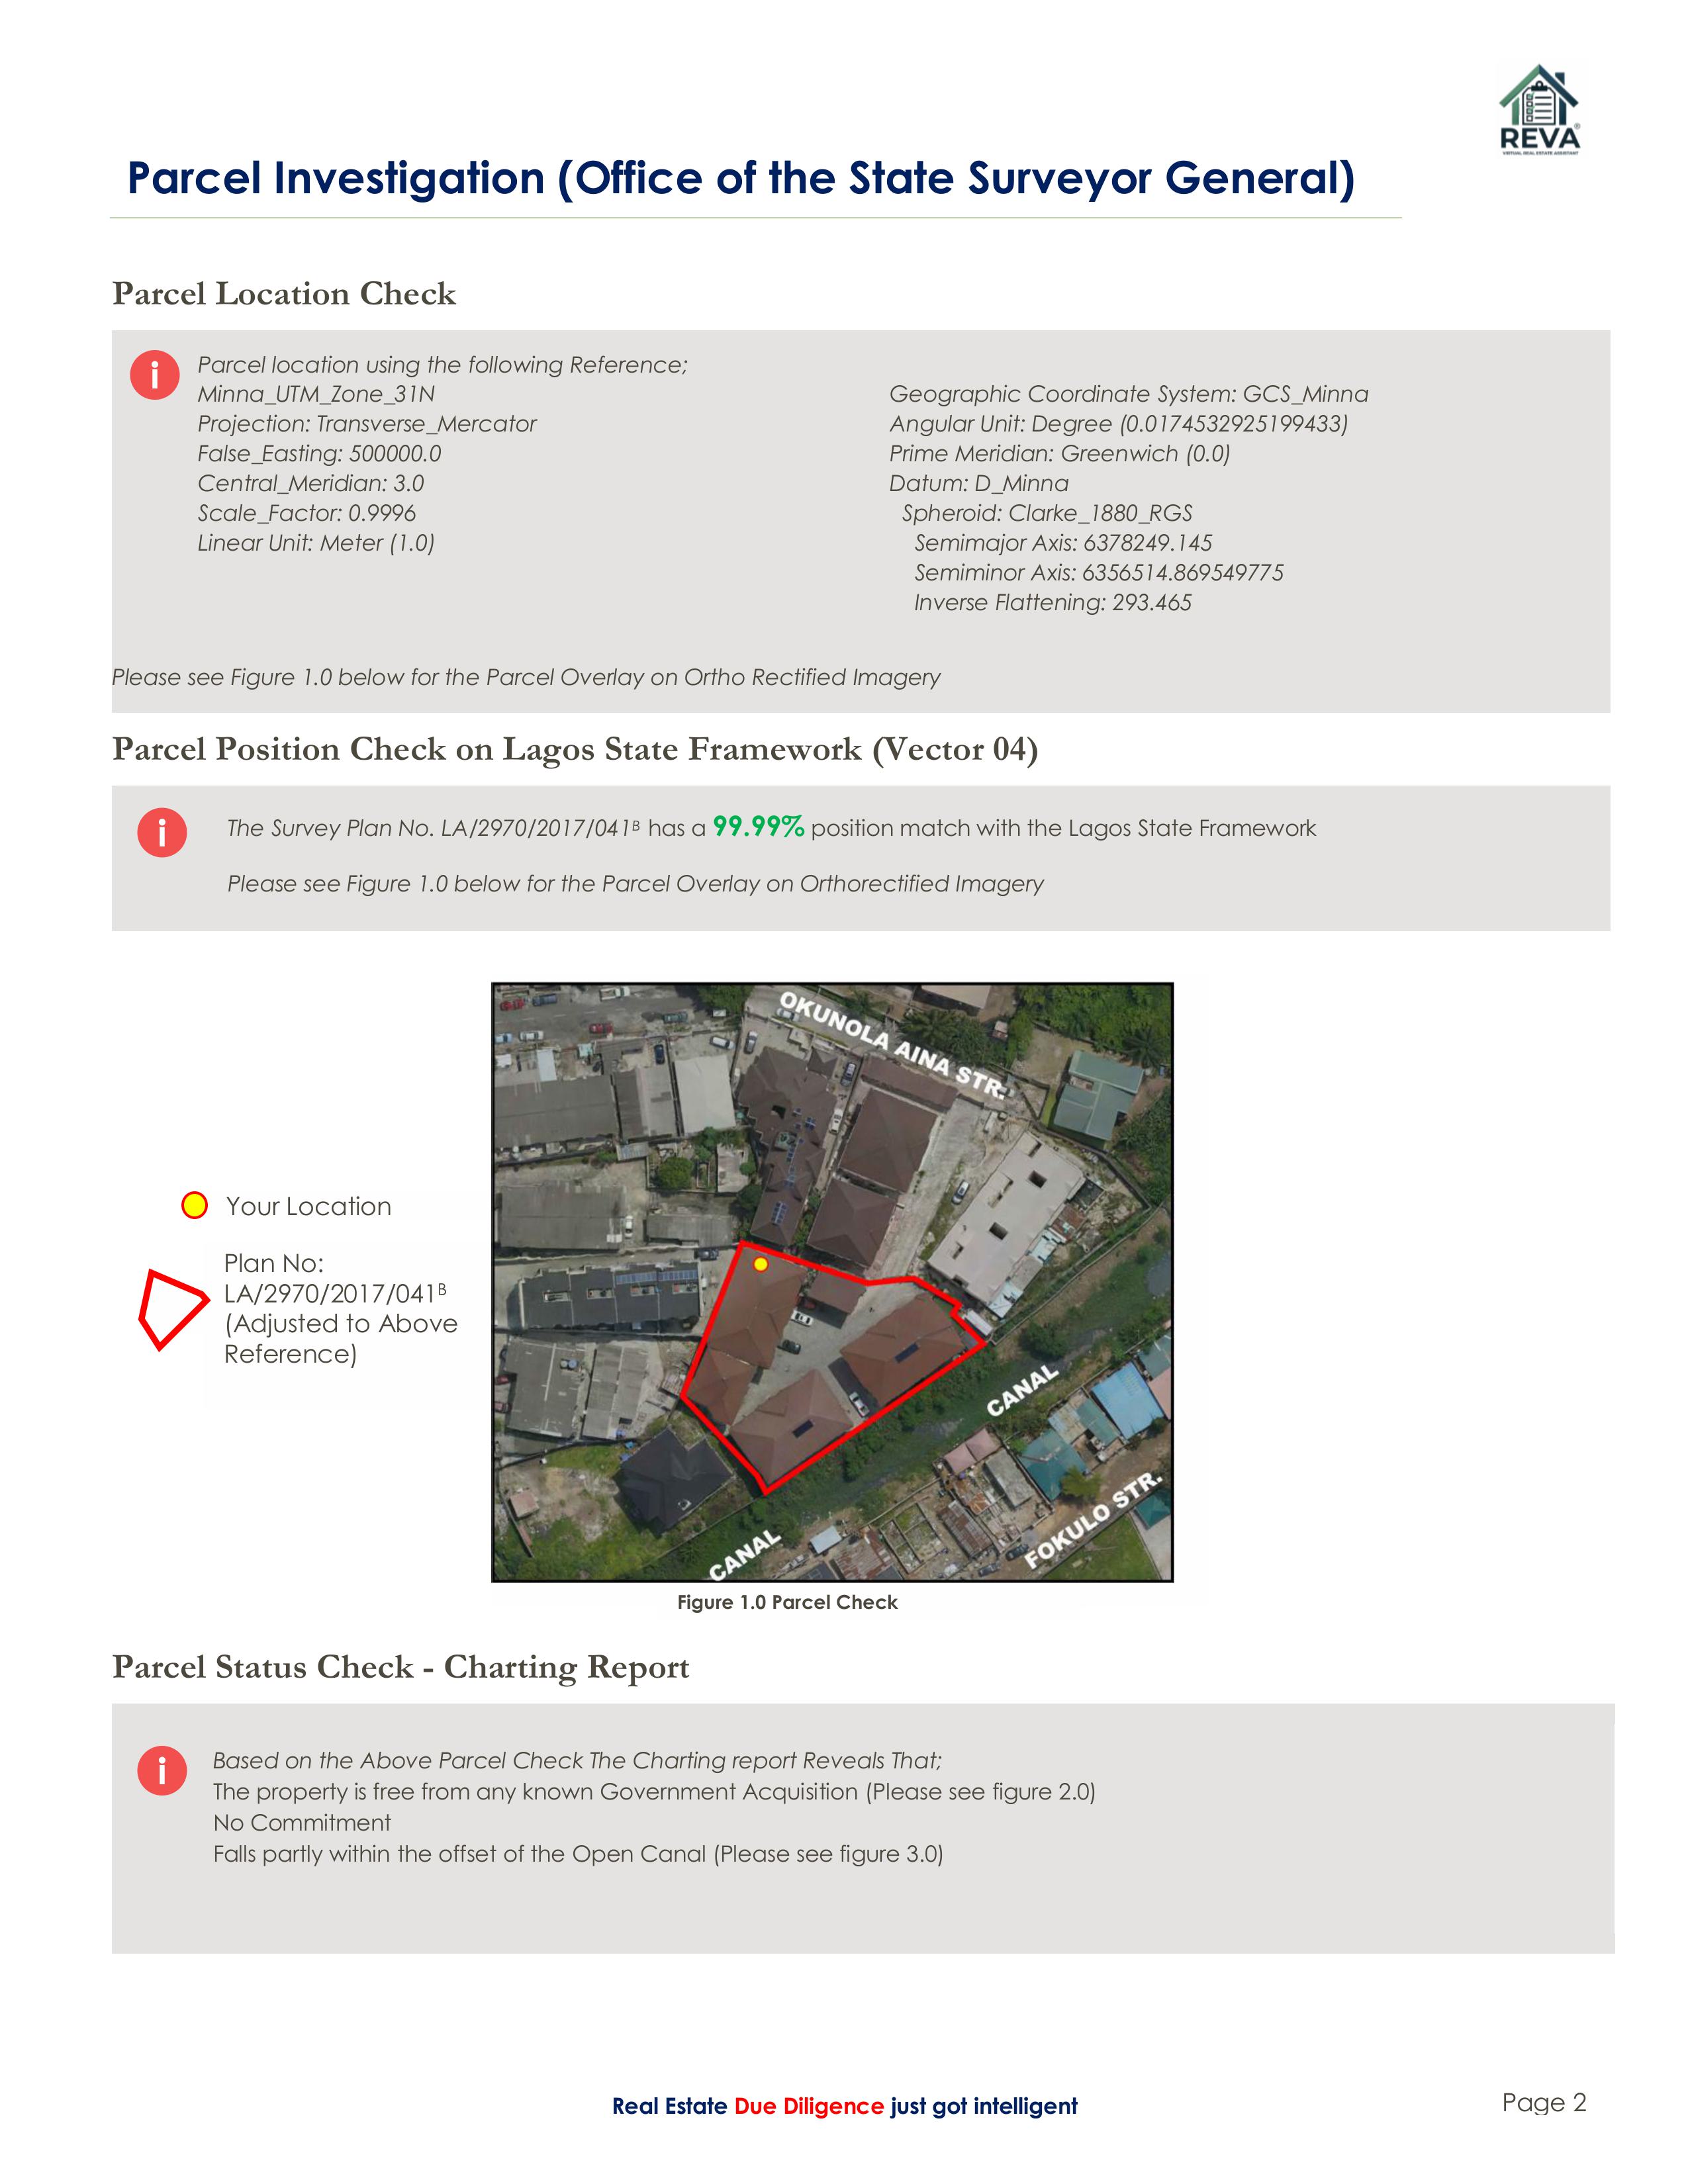 REVA®
VIRTUAL REAL ESTATE ASSISTANT
Parcel Investigation (Office of the State Surveyor General)
Parcel Location Check
i
Parcel location using the following Reference;
Minna_UTM_Zone_31N
Projection: Transverse_Mercator
False_Easting: 500000.0
Central_Meridian: 3.0
Scale_Factor: 0.9996
Linear Unit: Meter (1.0)
Geographic Coordinate System: GCS_Minna
Angular Unit: Degree (0.0174532925199433)
Prime Meridian: Greenwich (0.0)
Datum: D_Minna
Spheroid: Clarke_1880_RGS
Semimajor Axis: 6378249.145
Semiminor Axis: 6356514.869549775
Inverse Flattening: 293.465
Please see Figure 1.0 below for the Parcel Overlay on Ortho Rectified Imagery
Parcel Position Check on Lagos State Framework (Vector 04)
i
The Survey Plan No. LA/2970/2017/041ᴮ has a 99.99% position match with the Lagos State Framework
Please see Figure 1.0 below for the Parcel Overlay on Orthorectified Imagery
Your Location
Plan No:
LA/2970/2017/041ᴮ
(Adjusted to Above
Reference)
OKUNOLA AINA STR.
CANAL
CANAL
FOKULO STR.
Figure 1.0 Parcel Check
Parcel Status Check - Charting Report
i
Based on the Above Parcel Check The Charting report Reveals That;
The property is free from any known Government Acquisition (Please see figure 2.0)
No Commitment
Falls partly within the offset of the Open Canal (Please see figure 3.0)
Real Estate Due Diligence just got intelligent
Page 2